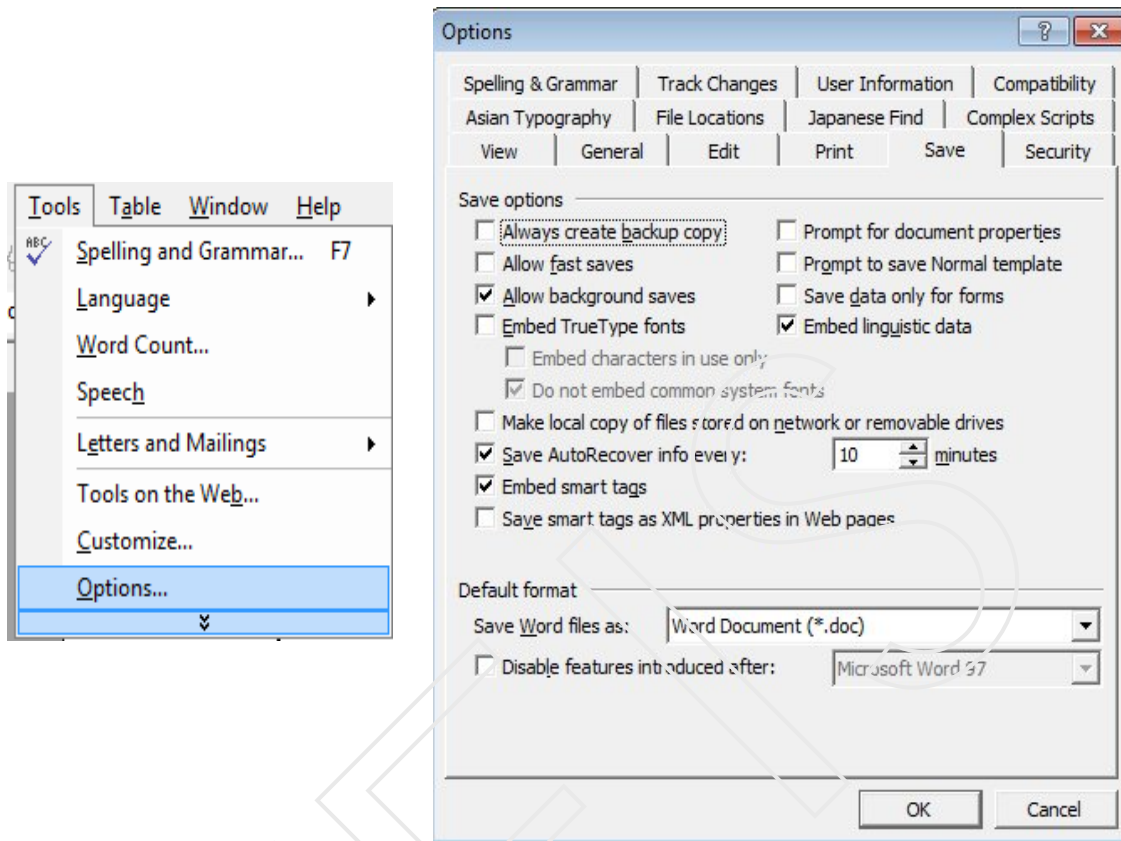 Tools Table Window Help
ABC
Spelling and Grammar... F7
Language
Word Count...
Speech
Letters and Mailings
Tools on the Web...
Customize...
Options...
Options
Spelling & Grammar Track Changes User Information Compatibility
Asian Typography File Locations Japanese Find Complex Scripts
View General Edit Print Save Security
Save options
Always create backup copy Prompt for document properties
Allow fast saves Prompt to save Normal template
Allow background saves Save data only for forms
Embed TrueType fonts Embed linguistic data
Embed characters in use only
Do not embed common system fonts
Make local copy of files stored on network or removable drives
Save AutoRecover info every: 10 minutes
Embed smart tags
Save smart tags as XML properties in Web pages
Default format
Save Word files as: Word Document (*.doc)
Disable features introduced after: Microsoft Word 97
OK Cancel